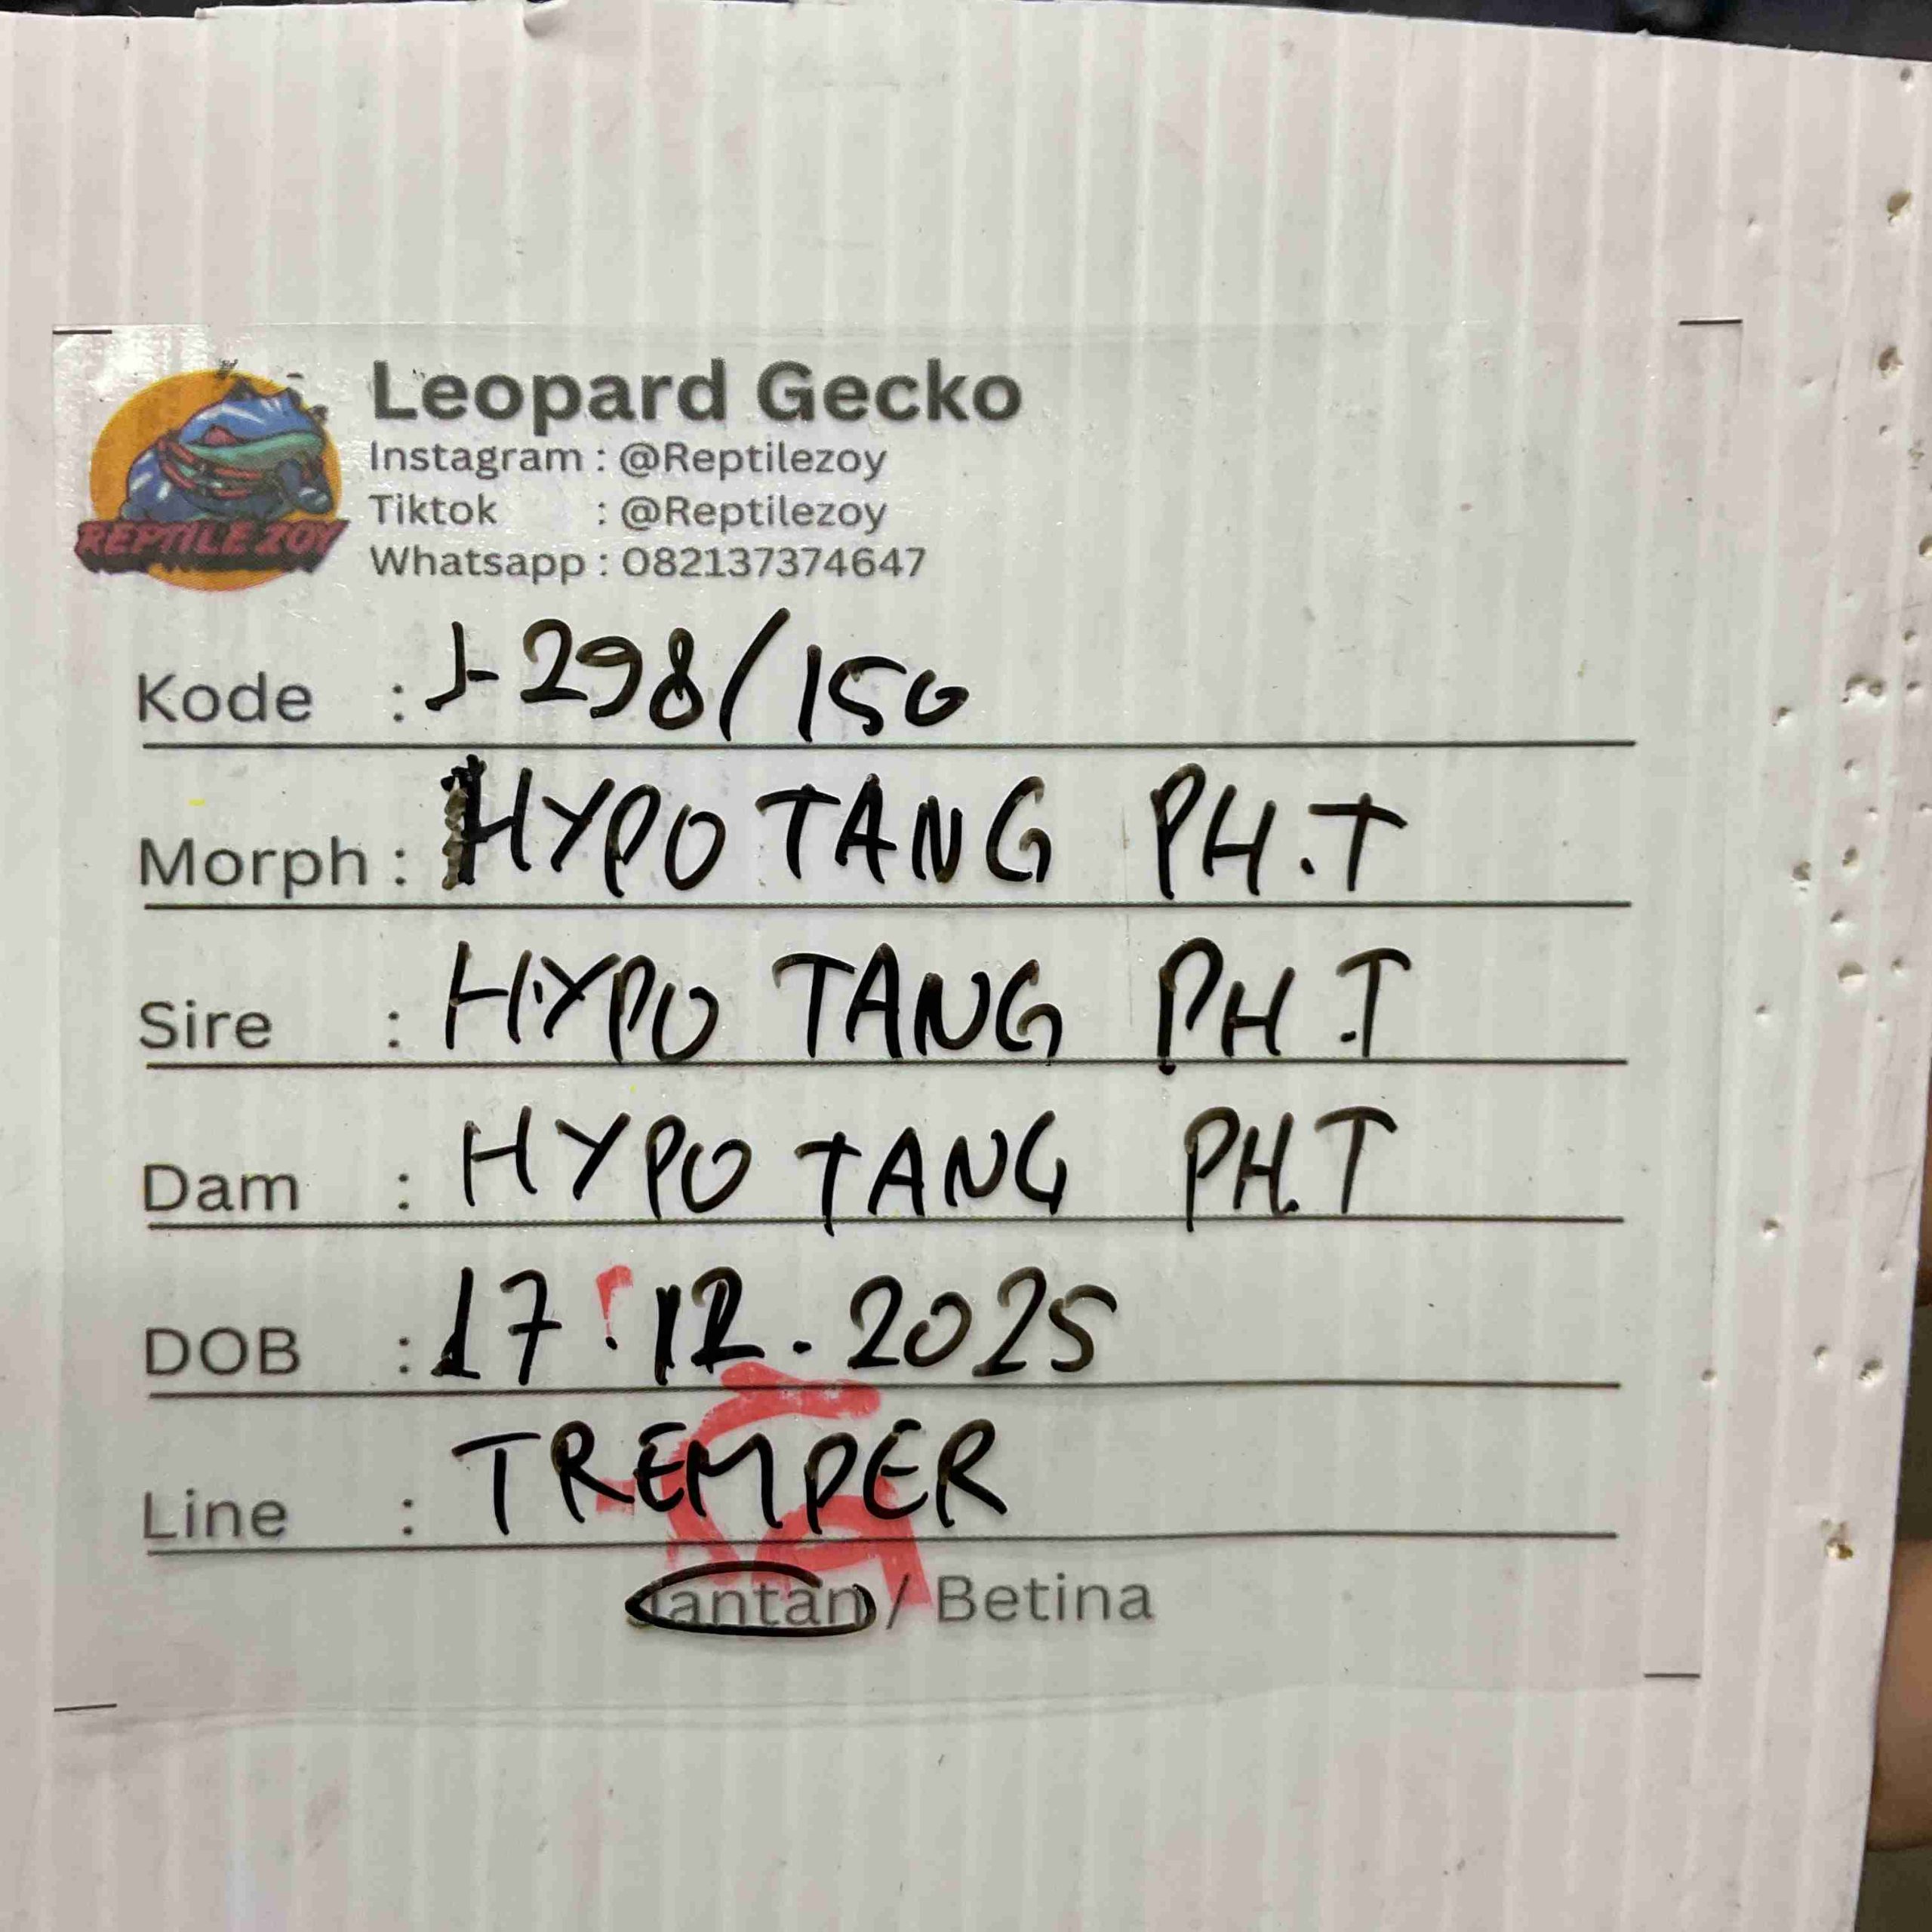 Leopard Gecko
Instagram : @Reptilezoy
Tiktok : @Reptilezoy
Whatsapp : 082137374647
REPTILE ZOY
Kode : J-298/150
Morph : HYPO TANG PH.T
Sire : HYPO TANG PH.T
Dam : HYPO TANG PH.T
DOB : 17.12.2025
Line : TREMPER
Jantan / Betina